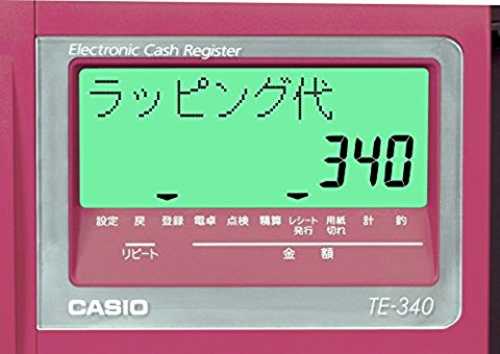 Electronic Cash Register
ラッピング代
340
設定 戻 登録 電卓 点検 精算 レシート発行 用紙切れ 計 釣
リピート 金額
CASIO TE-340